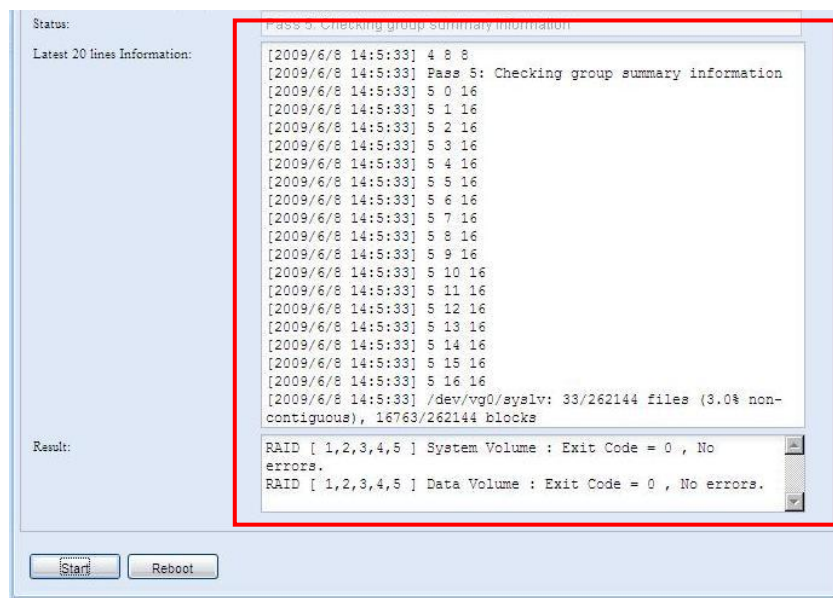 Status:
Pass 5: Checking group summary information
Latest 20 lines Information:
[2009/6/8 14:5:33] 4 8 8
[2009/6/8 14:5:33] Pass 5: Checking group summary information
[2009/6/8 14:5:33] 5 0 16
[2009/6/8 14:5:33] 5 1 16
[2009/6/8 14:5:33] 5 2 16
[2009/6/8 14:5:33] 5 3 16
[2009/6/8 14:5:33] 5 4 16
[2009/6/8 14:5:33] 5 5 16
[2009/6/8 14:5:33] 5 6 16
[2009/6/8 14:5:33] 5 7 16
[2009/6/8 14:5:33] 5 8 16
[2009/6/8 14:5:33] 5 9 16
[2009/6/8 14:5:33] 5 10 16
[2009/6/8 14:5:33] 5 11 16
[2009/6/8 14:5:33] 5 12 16
[2009/6/8 14:5:33] 5 13 16
[2009/6/8 14:5:33] 5 14 16
[2009/6/8 14:5:33] 5 15 16
[2009/6/8 14:5:33] 5 16 16
[2009/6/8 14:5:33] /dev/vg0/syslv: 33/262144 files (3.0% non-
contiguous), 16763/262144 blocks
Result:
RAID [ 1,2,3,4,5 ] System Volume : Exit Code = 0 , No
errors.
RAID [ 1,2,3,4,5 ] Data Volume : Exit Code = 0 , No errors.
Start
Reboot